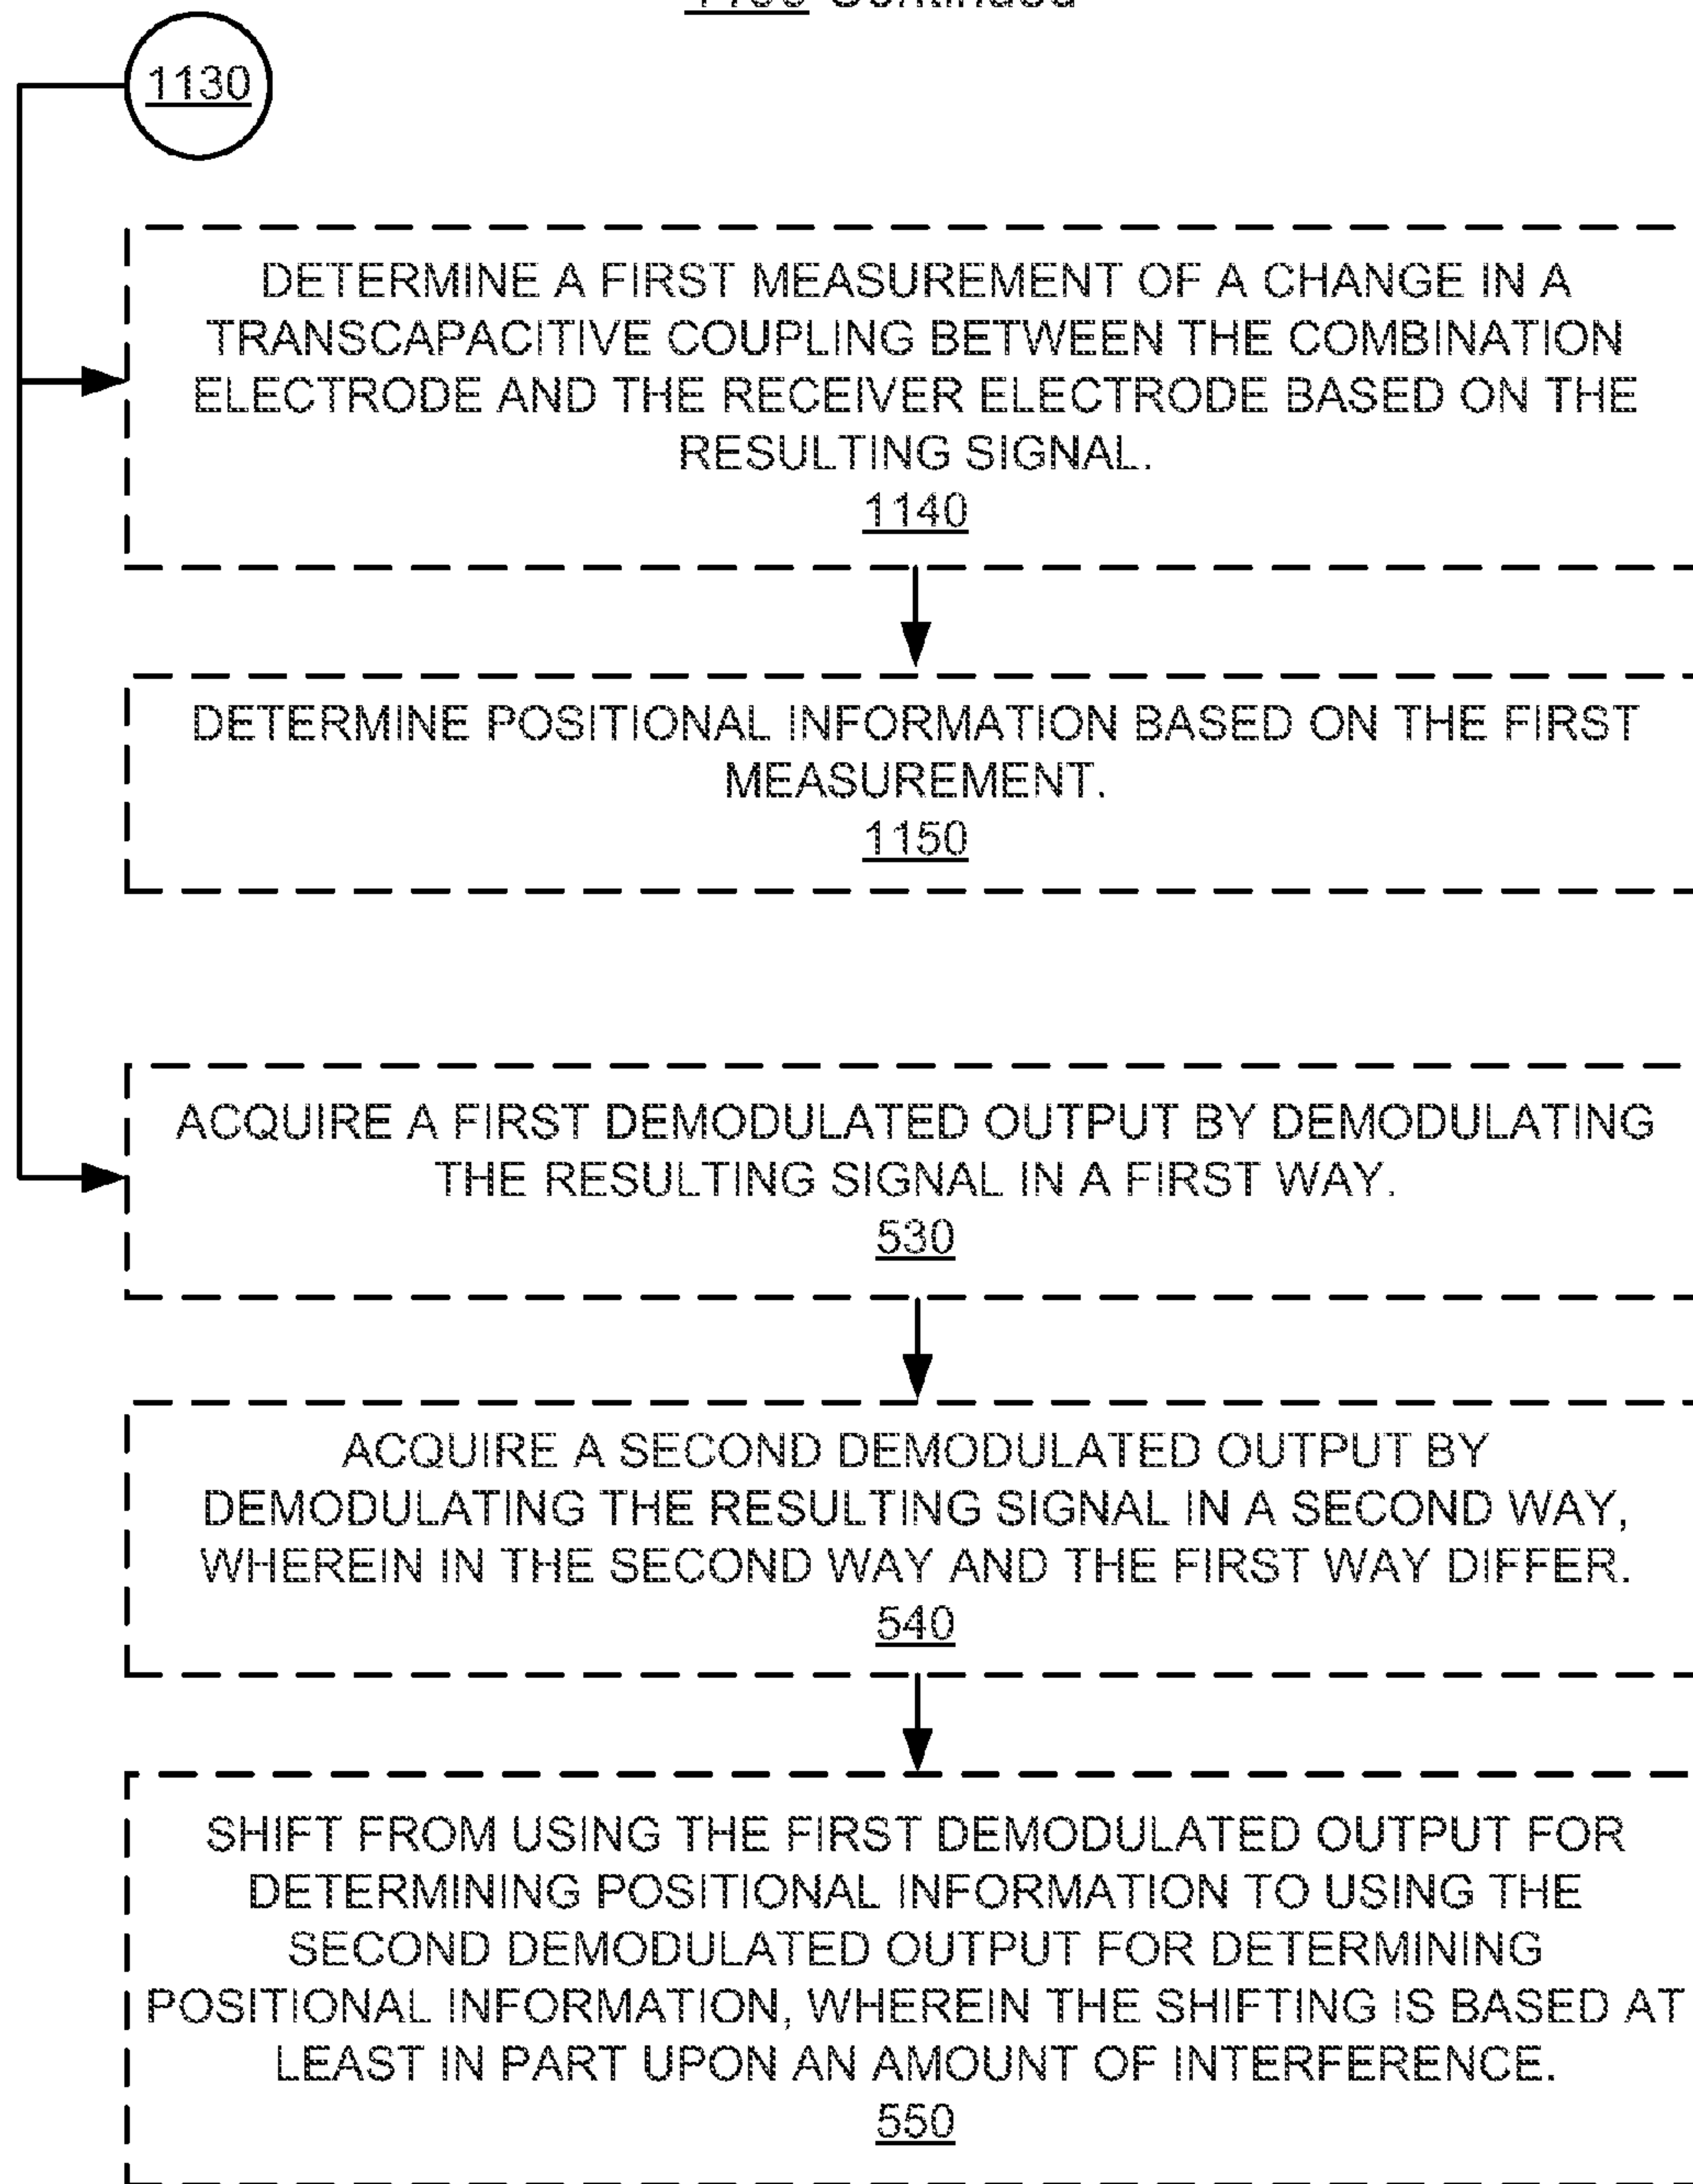 Continued
1130
DETERMINE A FIRST MEASUREMENT OF A CHANGE IN A
TRANSCAPACITIVE COUPLING BETWEEN THE COMBINATION
ELECTRODE AND THE RECEIVER ELECTRODE BASED ON THE
RESULTING SIGNAL.
1140
DETERMINE POSITIONAL INFORMATION BASED ON THE FIRST
MEASUREMENT.
1150
ACQUIRE A FIRST DEMODULATED OUTPUT BY DEMODULATING
THE RESULTING SIGNAL IN A FIRST WAY.
530
ACQUIRE A SECOND DEMODULATED OUTPUT BY
DEMODULATING THE RESULTING SIGNAL IN A SECOND WAY,
WHEREIN IN THE SECOND WAY AND THE FIRST WAY DIFFER.
540
SHIFT FROM USING THE FIRST DEMODULATED OUTPUT FOR
DETERMINING POSITIONAL INFORMATION TO USING THE
SECOND DEMODULATED OUTPUT FOR DETERMINING
POSITIONAL INFORMATION, WHEREIN THE SHIFTING IS BASED AT
LEAST IN PART UPON AN AMOUNT OF INTERFERENCE.
550